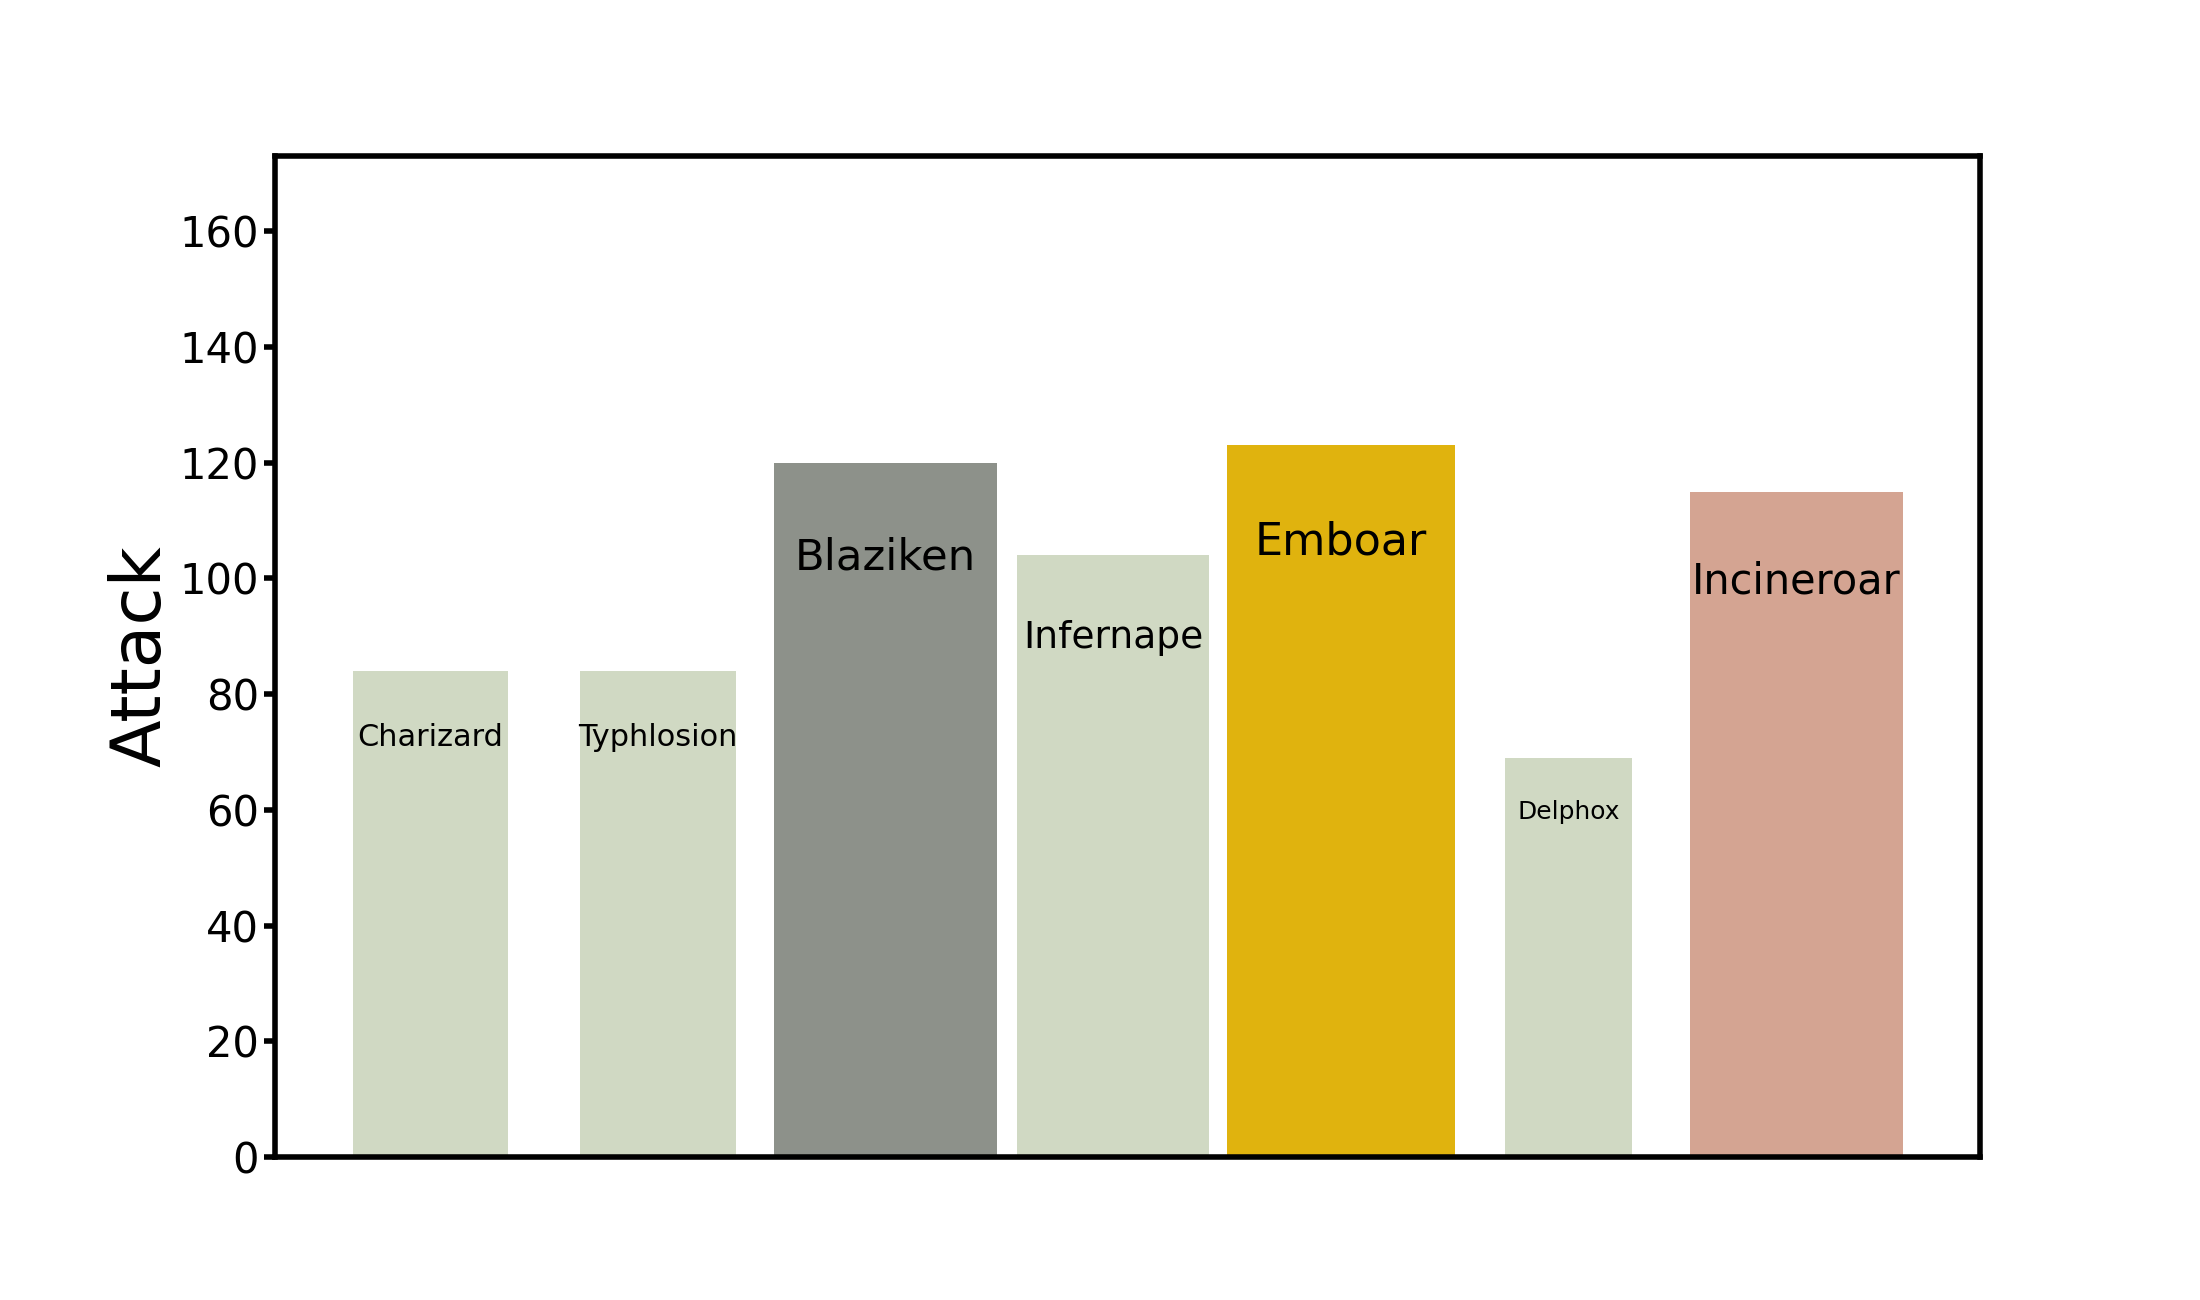 160
140
120
100
80
60
40
20
0
Attack
Charizard
Typhlosion
Blaziken
Infernape
Emboar
Delphox
Incineroar